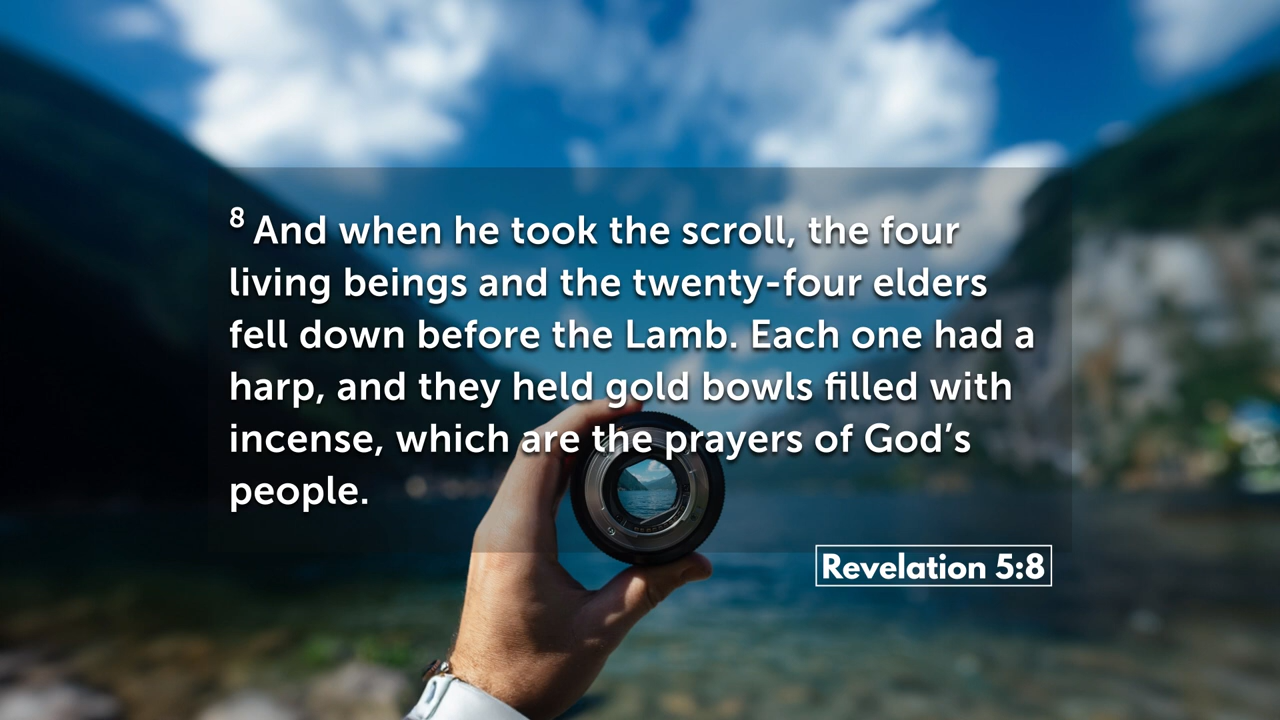 8 And when he took the scroll, the four
living beings and the twenty-four elders
fell down before the Lamb. Each one had a
harp, and they held gold bowls filled with
incense, which are the prayers of God’s
people.
Revelation 5:8